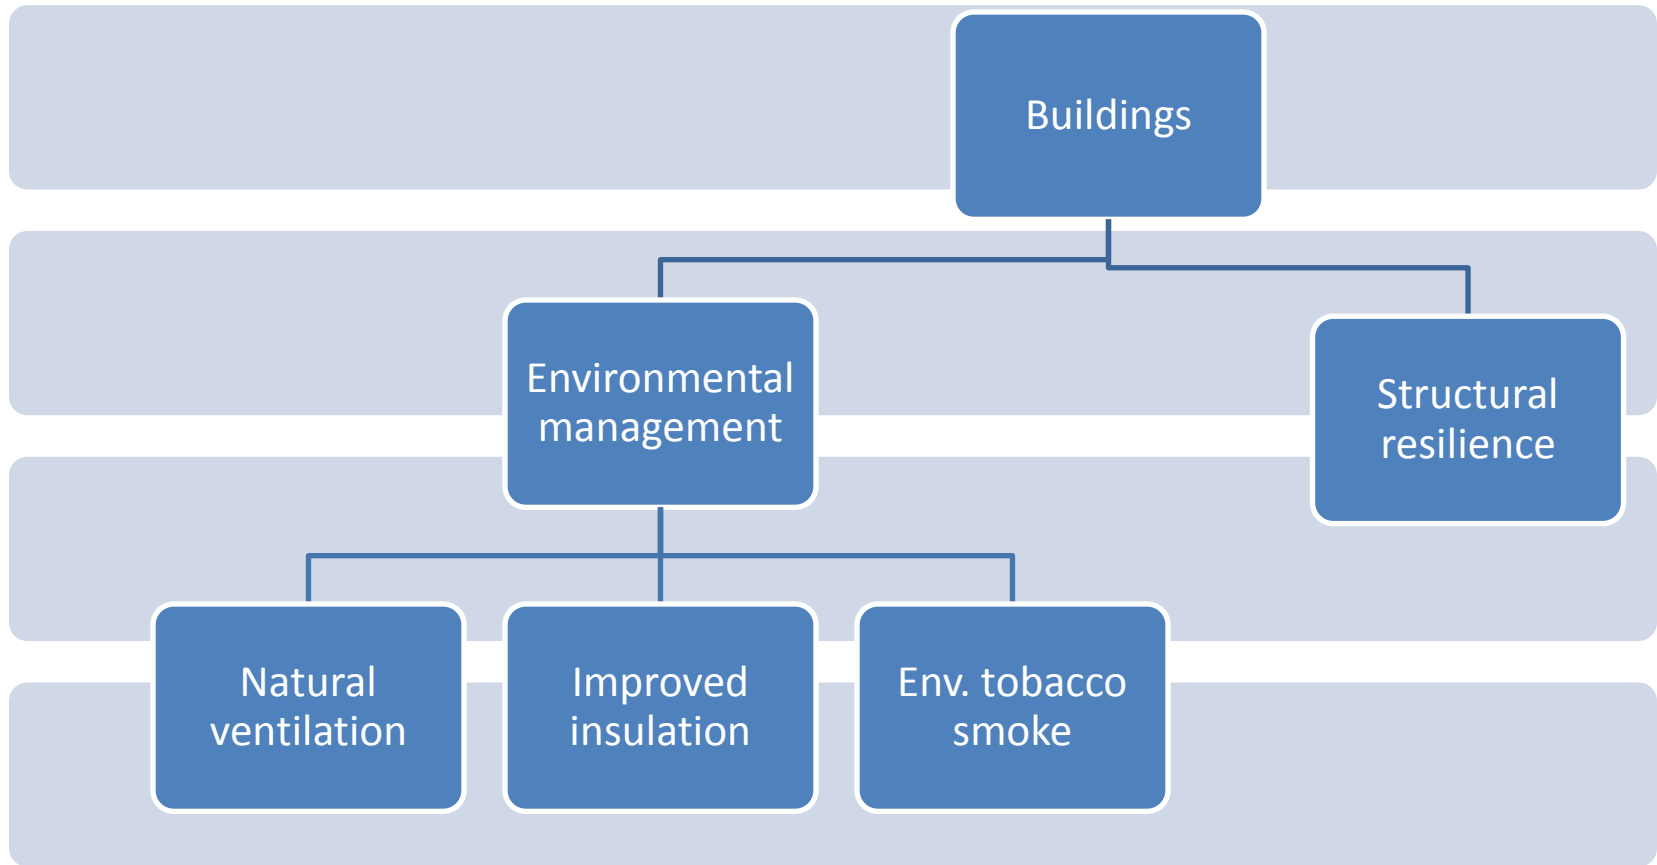 Buildings
Environmental
management
Structural
resilience
Natural
ventilation
Improved
insulation
Env. tobacco
smoke